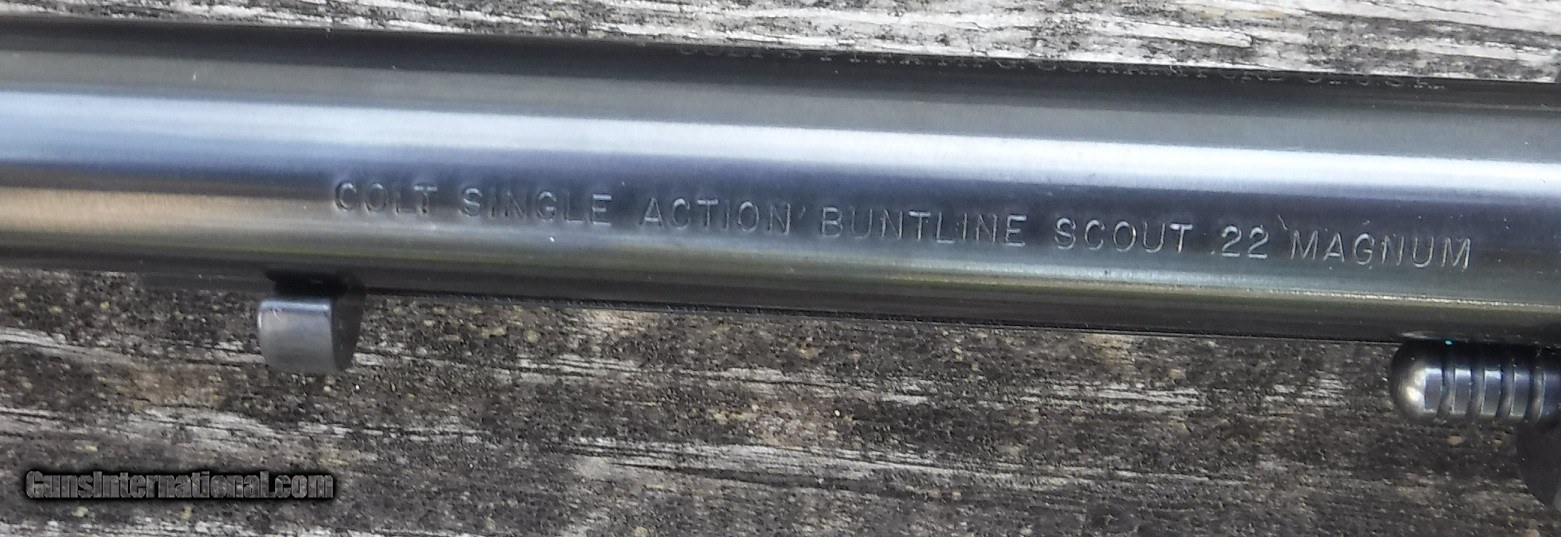 COLT SINGLE ACTION BUNTLINE SCOUT .22 MAGNUM
GunsInternational.com